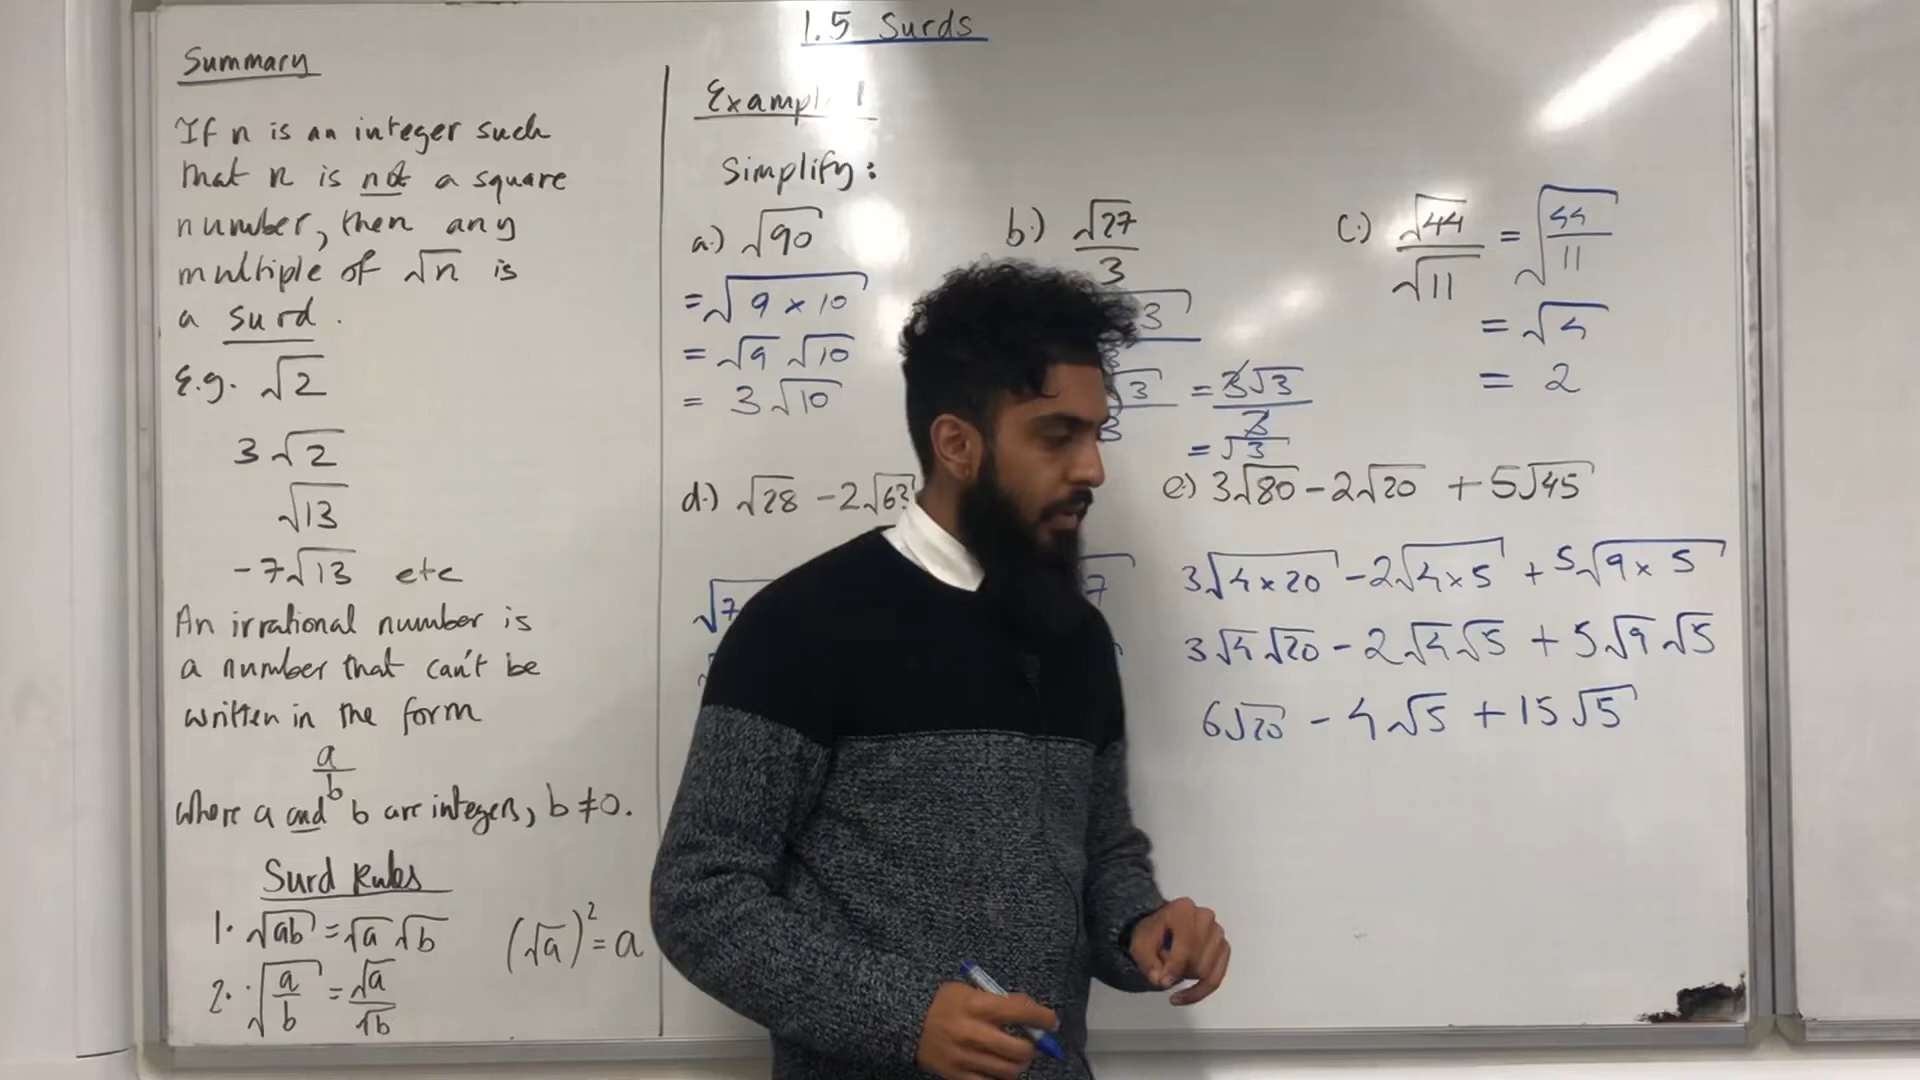 1.5 Surds
Summary
If n is an integer such
that n is not a square
number, then any
multiple of √n is
a surd.
E.g. √2
3√2
√13
-7√13 etc
An irrational number is
a number that can't be
written in the form
a/b
where a and b are integers, b ≠ 0.
Surd Rules
1. √ab = √a √b
(√a)² = a
2. √(a/b) = √a/√b
Example 1
Simplify:
a.) √90
= √(9 × 10)
= √9 √10
= 3√10
b.) √27/3
= 3√3/3
= √3
c.) √44/√11 = √(44/11)
= √4
= 2
d.) √28 - 2√63
√7
e.) 3√80 - 2√20 + 5√45
3√(4×20) - 2√(4×5) + 5√(9×5)
3√4√20 - 2√4√5 + 5√9√5
6√20 - 4√5 + 15√5